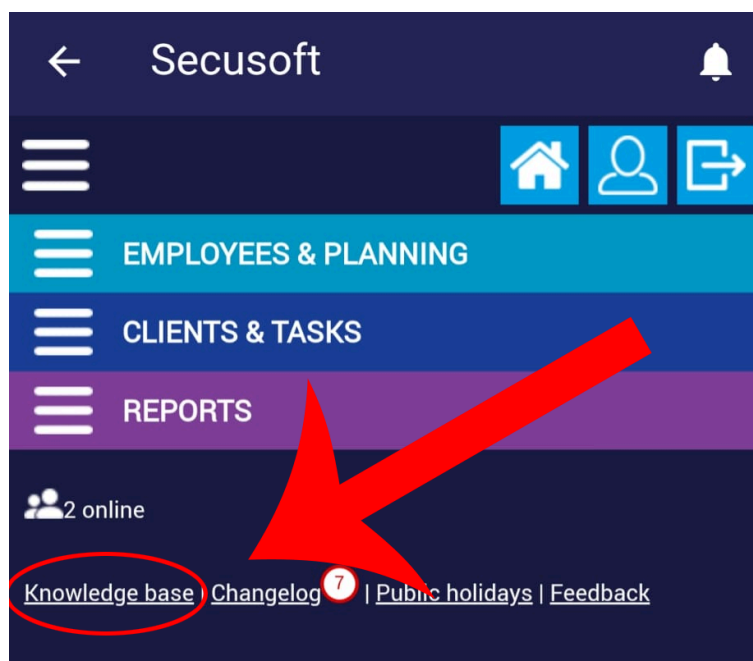 Secusoft
EMPLOYEES & PLANNING
CLIENTS & TASKS
REPORTS
2 online
Knowledge base | Changelog 7 | Public holidays | Feedback